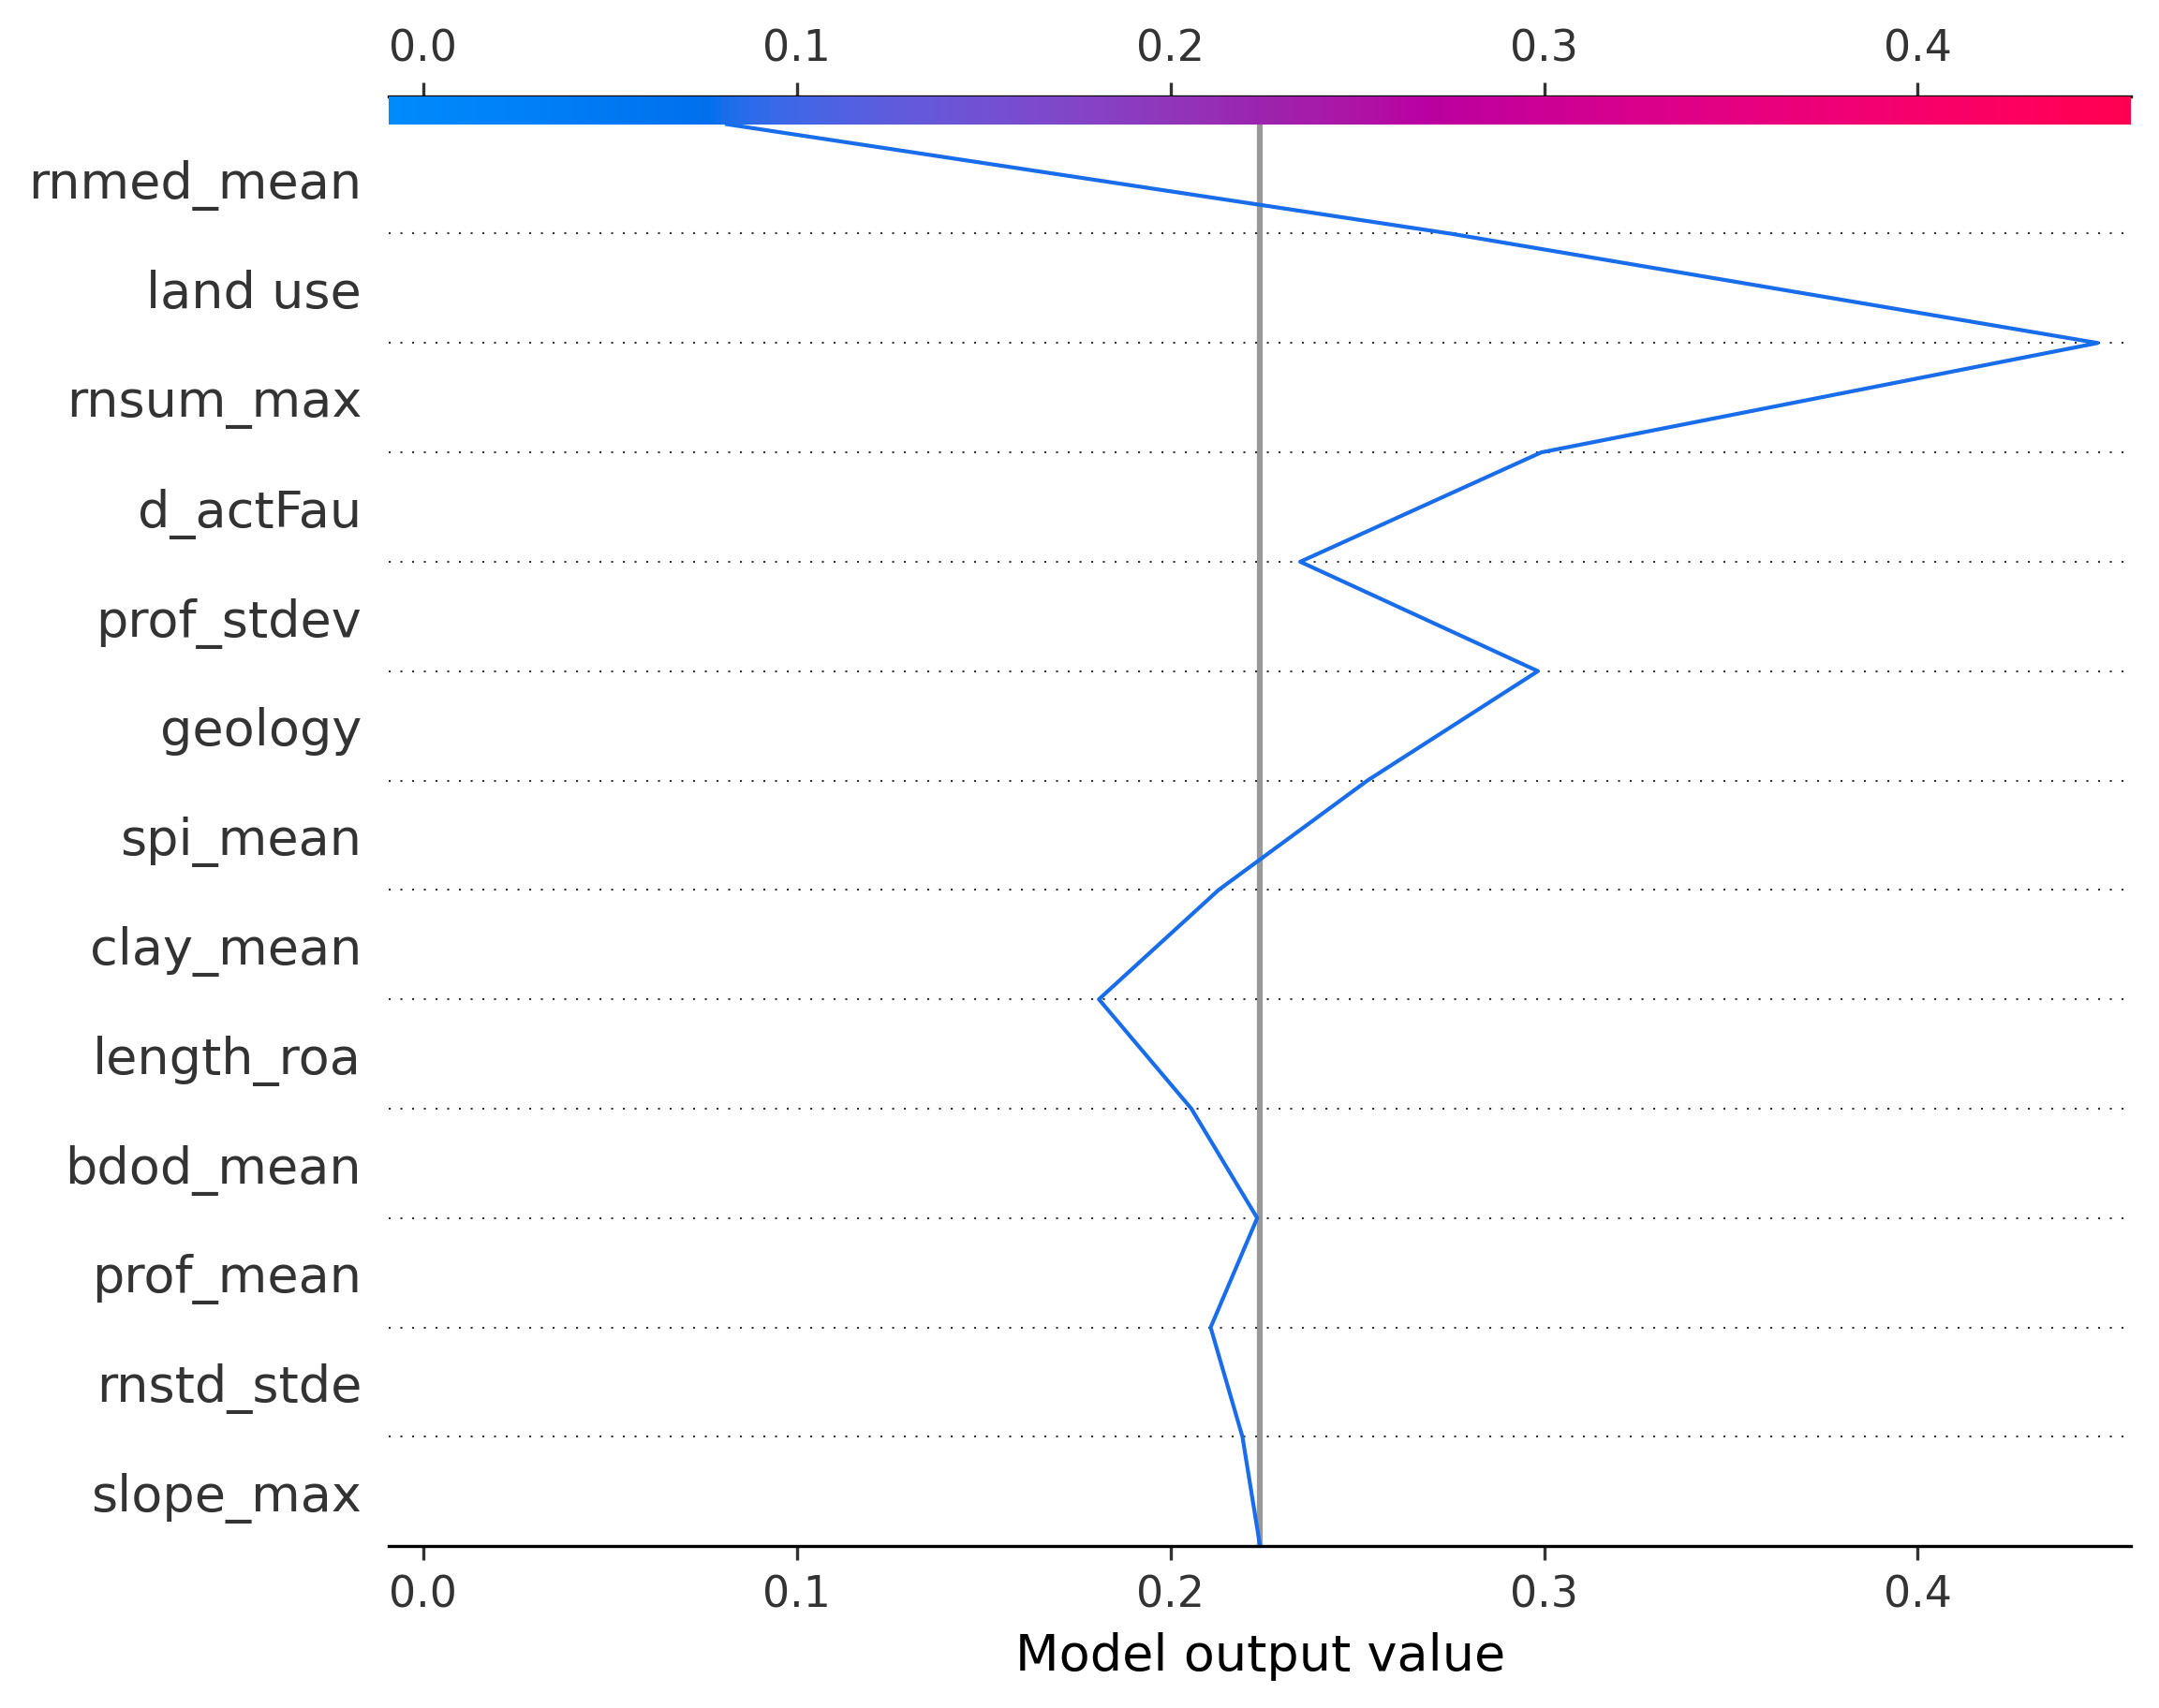 0.0 0.1 0.2 0.3 0.4
rnmed_mean
land use
rnsum_max
d_actFau
prof_stdev
geology
spi_mean
clay_mean
length_roa
bdod_mean
prof_mean
rnstd_stde
slope_max
0.0 0.1 0.2 0.3 0.4
Model output value